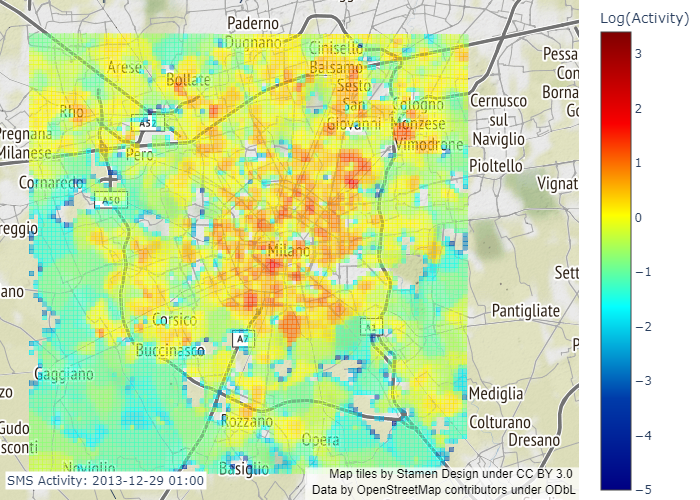 Paderno
Dugnano
Log(Activity)
3
2
1
0
−1
−2
−3
−4
−5
Cinisello
Balsamo
Arese
Bollate
Sesto
San
Giovanni
Cologno
Monzese
Vimodrone
Cernusco
sul
Naviglio
Pioltello
Pessa
Con
Borna
Go
Vignat
Rho
A52
Pregnana
Milanese
Pero
Cornaredo
A50
reggio
Milano
Sett
ano
Pantigliate
Corsico
A7
A1
P
Buccinasco
Gaggiano
zo
Mediglia
Rozzano
Colturano
Gudo
sconti
Opera
Dresano
Noviglio
Basiglio
SMS Activity: 2013-12-29 01:00
Map tiles by Stamen Design under CC BY 3.0
Data by OpenStreetMap contributors under ODbL